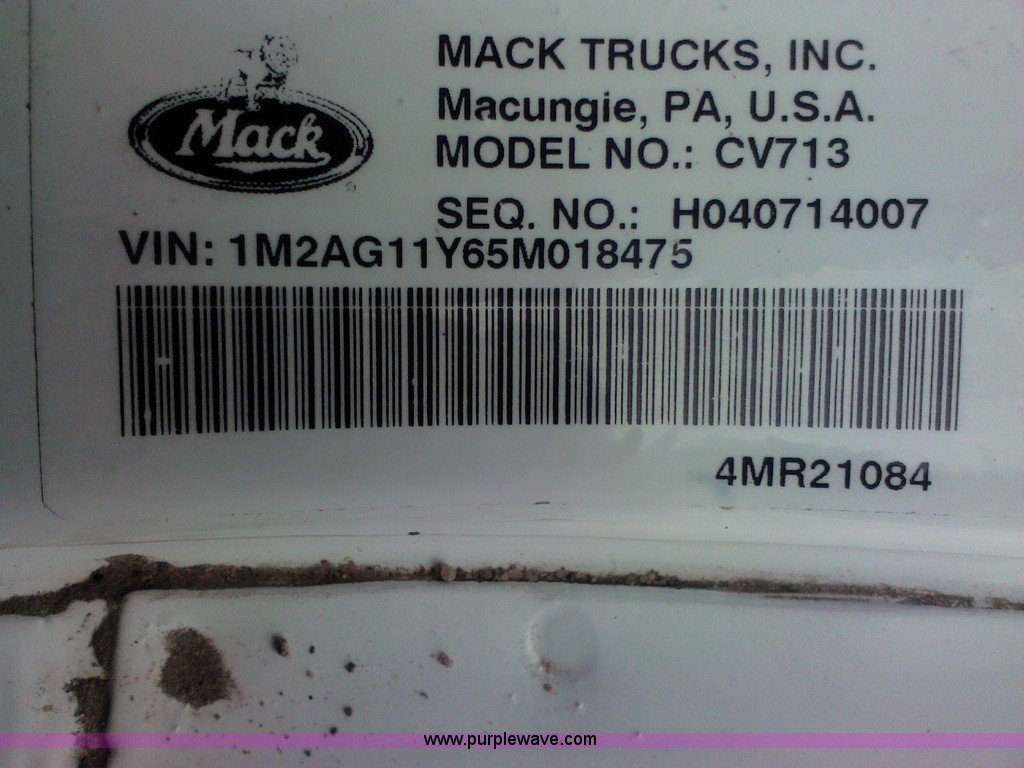 Mack
MACK TRUCKS, INC.
Macungie, PA, U.S.A.
MODEL NO.: CV713
SEQ. NO.: H040714007
VIN: 1M2AG11Y65M018475
4MR21084
www.purplewave.com